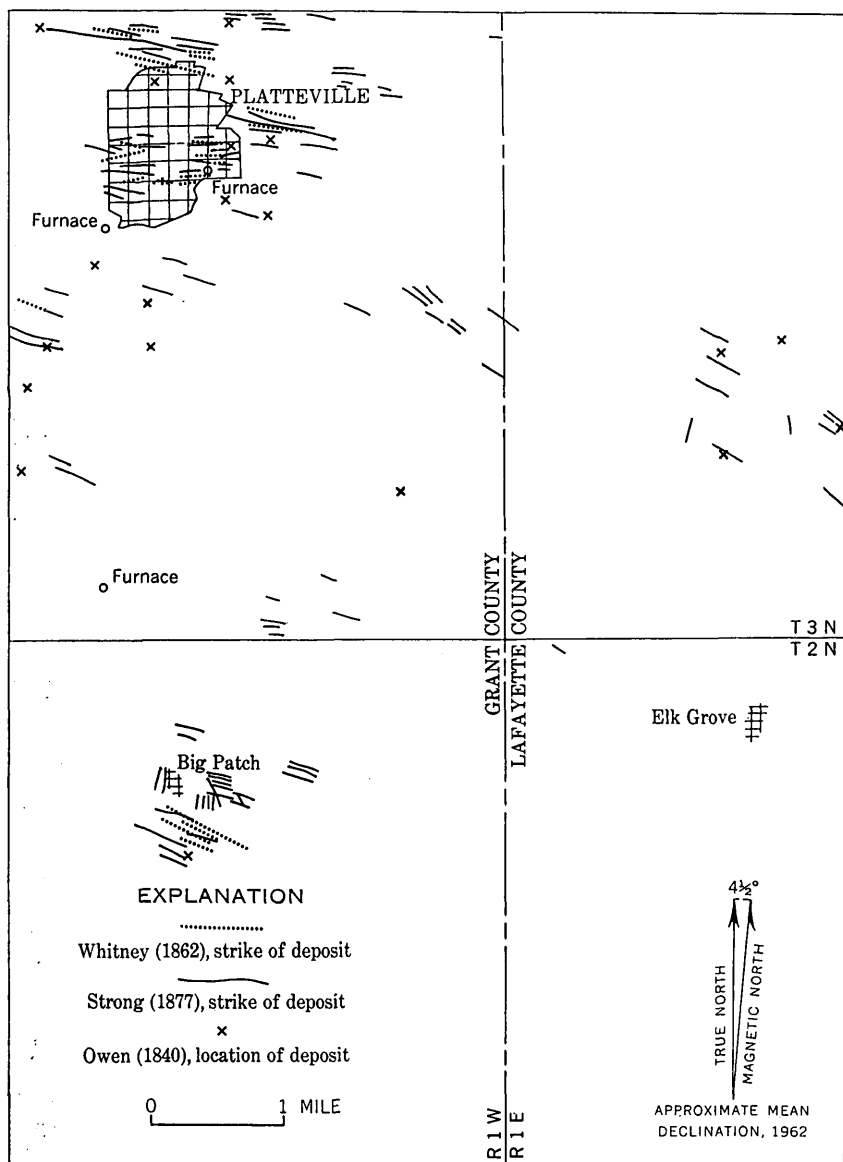 PLATTEVILLE
Furnace
Furnace
Furnace
GRANT COUNTY
LAFAYETTE COUNTY
T 3 N
T 2 N
Elk Grove
Big Patch
EXPLANATION
Whitney (1862), strike of deposit
Strong (1877), strike of deposit
Owen (1840), location of deposit
0 1 MILE
4½°
TRUE NORTH
MAGNETIC NORTH
APPROXIMATE MEAN
DECLINATION, 1962
R 1 W
R 1 E